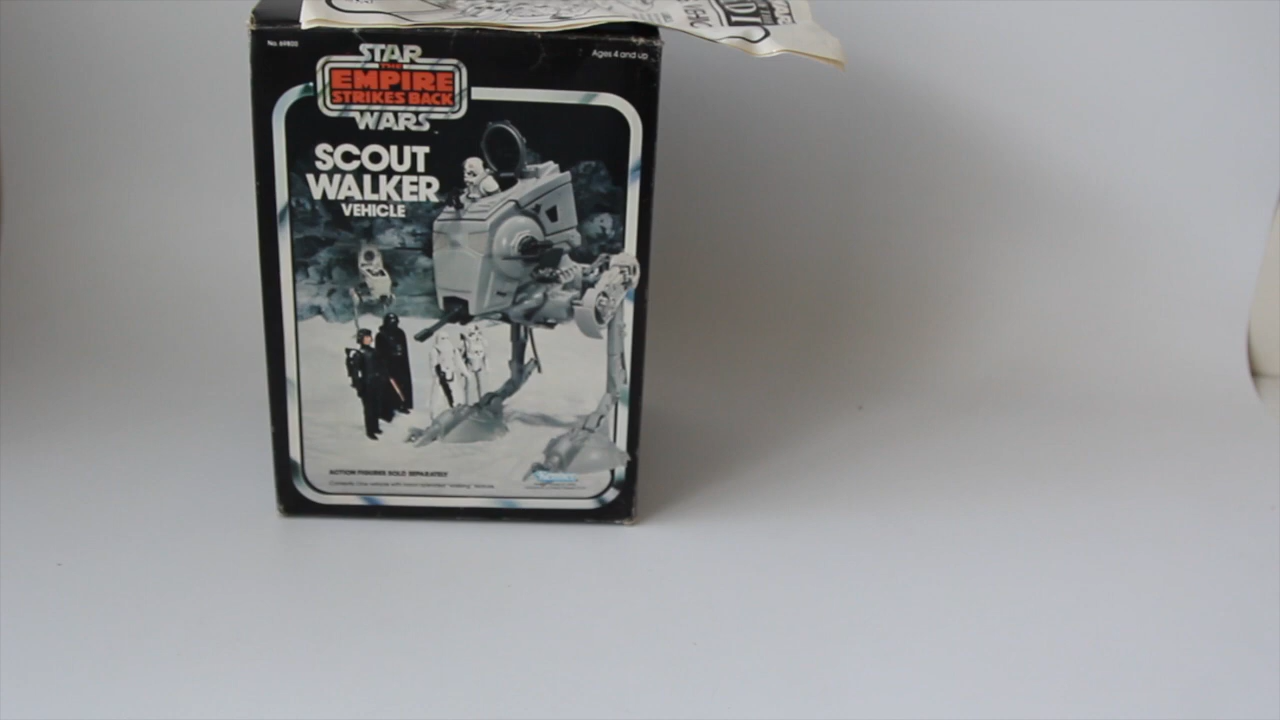 No. 69800
Ages 4 and up
STAR
THE
EMPIRE
STRIKES BACK
WARS
SCOUT
WALKER
VEHICLE
ACTION FIGURES SOLD SEPARATELY
Kenner